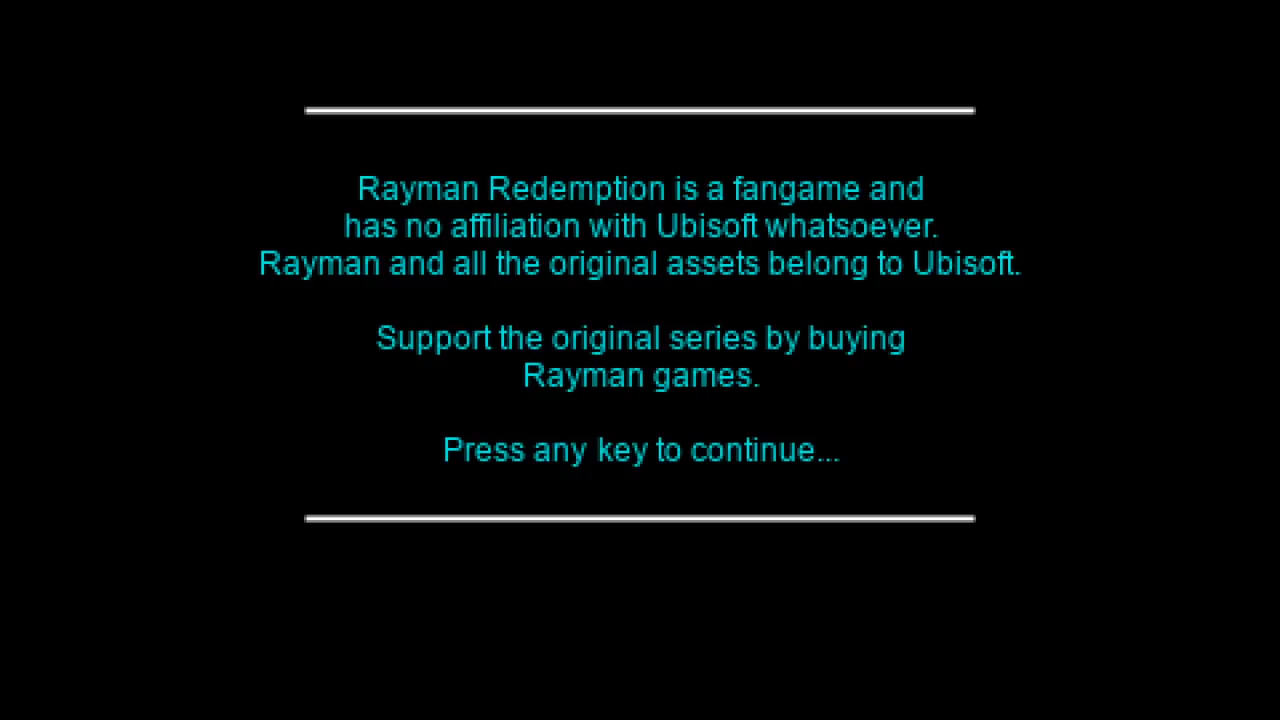 Rayman Redemption is a fangame and
has no affiliation with Ubisoft whatsoever.
Rayman and all the original assets belong to Ubisoft.
Support the original series by buying
Rayman games.
Press any key to continue...